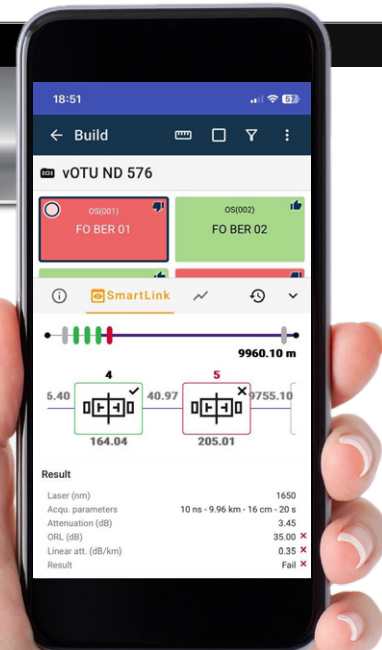 18:51 57
Build
vOTU ND 576
OS(001) OS(002)
FO BER 01 FO BER 02
SmartLink
9960.10 m
4 5
6.40 40.97 9755.10
164.04 205.01
Result
Laser (nm) 1650
Acqu. parameters 10 ns - 9.96 km - 16 cm - 20 s
Attenuation (dB) 3.45
ORL (dB) 35.00
Linear att. (dB/km) 0.35
Result Fail